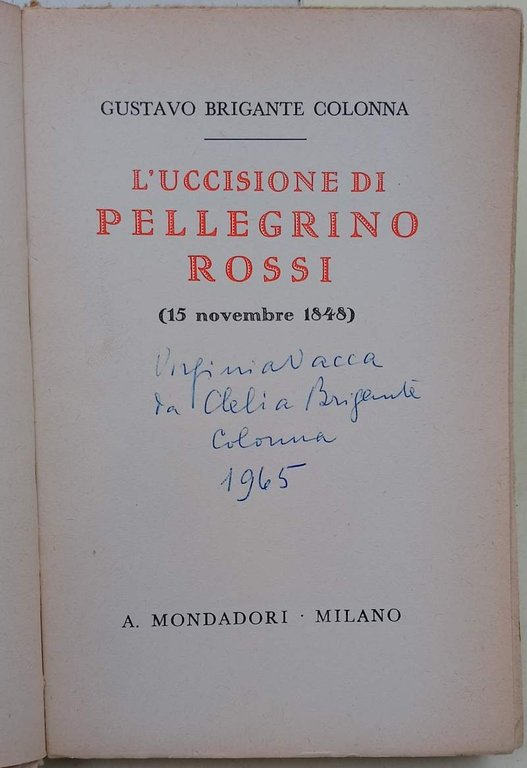 GUSTAVO BRIGANTE COLONNA
L'UCCISIONE DI
PELLEGRINO
ROSSI
(15 novembre 1848)
Virginia Vacca
da Clelia Brigante
Colonna
1965
A. MONDADORI · MILANO